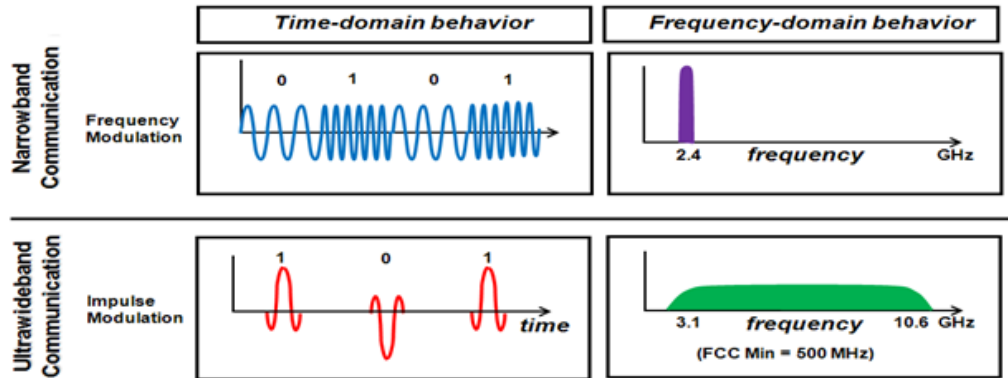 Time-domain behavior
Frequency-domain behavior
Narrowband
Communication
Frequency
Modulation
0 1 0 1
2.4 frequency GHz
Ultrawideband
Communication
Impulse
Modulation
1 0 1
time
3.1 frequency 10.6 GHz
(FCC Min = 500 MHz)